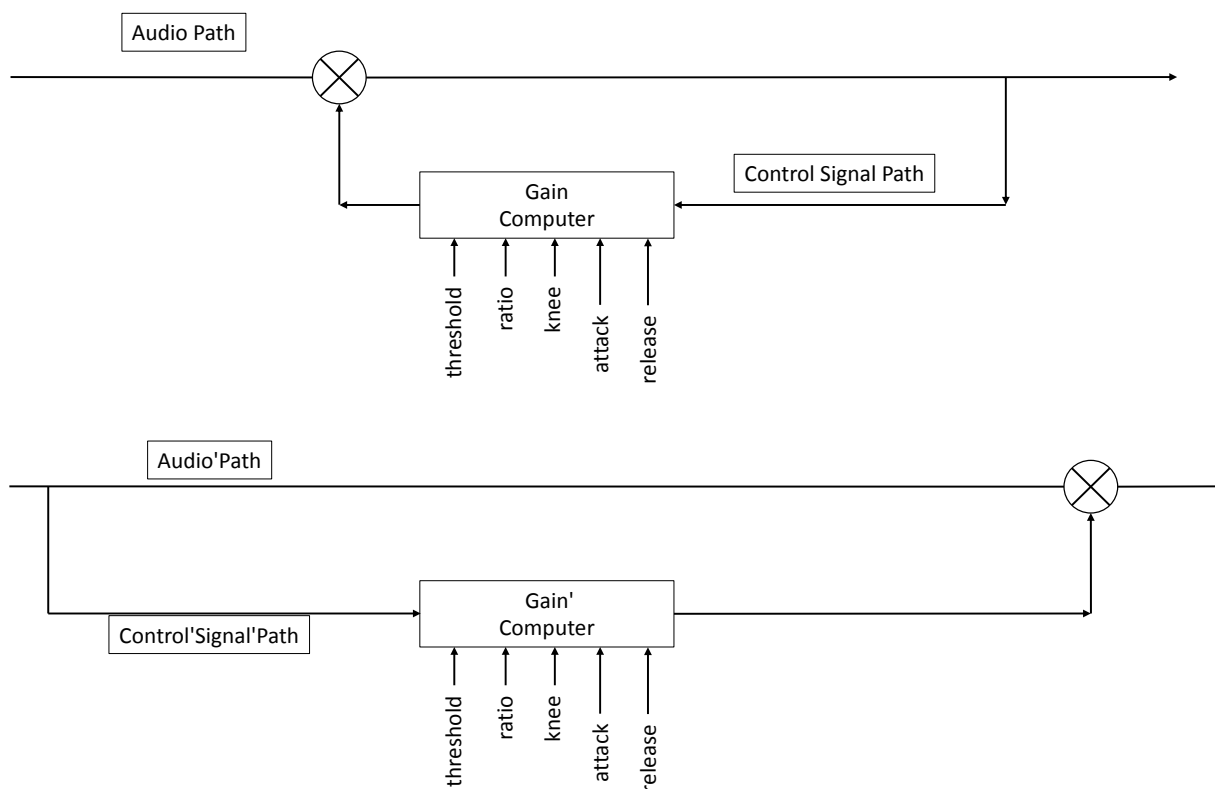 Audio Path
Control Signal Path
Gain
Computer
threshold
ratio
knee
attack
release
Audio'Path
Gain'
Computer
Control'Signal'Path
threshold
ratio
knee
attack
release